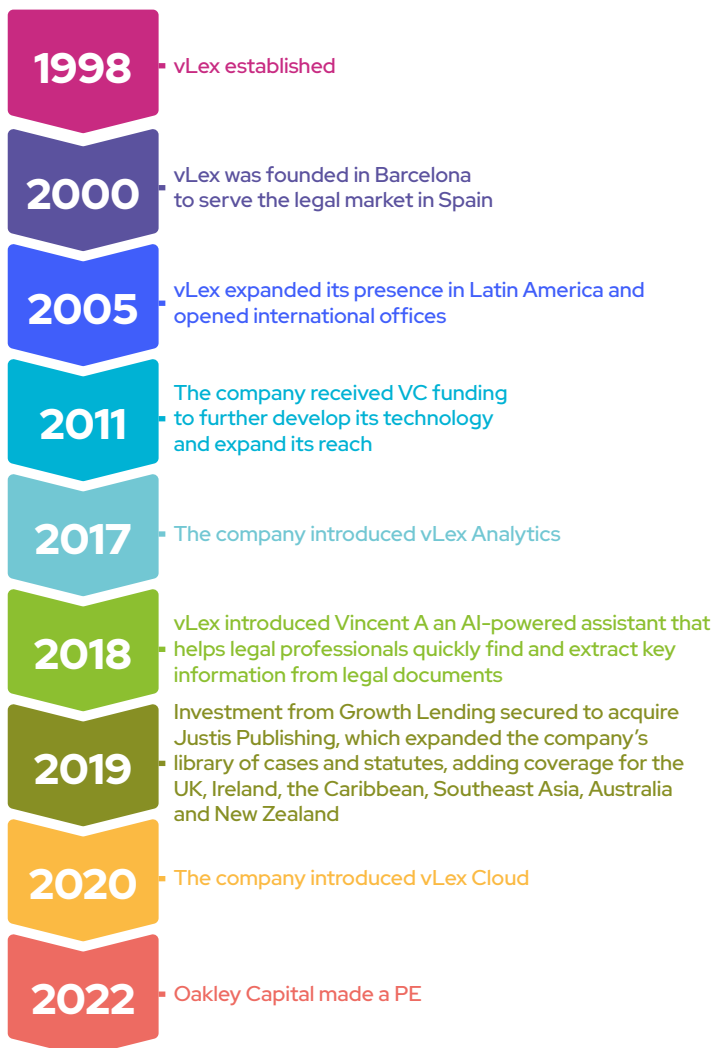 1998
vLex established
2000
vLex was founded in Barcelona
to serve the legal market in Spain
2005
vLex expanded its presence in Latin America and
opened international offices
2011
The company received VC funding
to further develop its technology
and expand its reach
2017
The company introduced vLex Analytics
2018
vLex introduced Vincent A an AI-powered assistant that
helps legal professionals quickly find and extract key
information from legal documents
2019
Investment from Growth Lending secured to acquire
Justis Publishing, which expanded the company’s
library of cases and statutes, adding coverage for the
UK, Ireland, the Caribbean, Southeast Asia, Australia
and New Zealand
2020
The company introduced vLex Cloud
2022
Oakley Capital made a PE